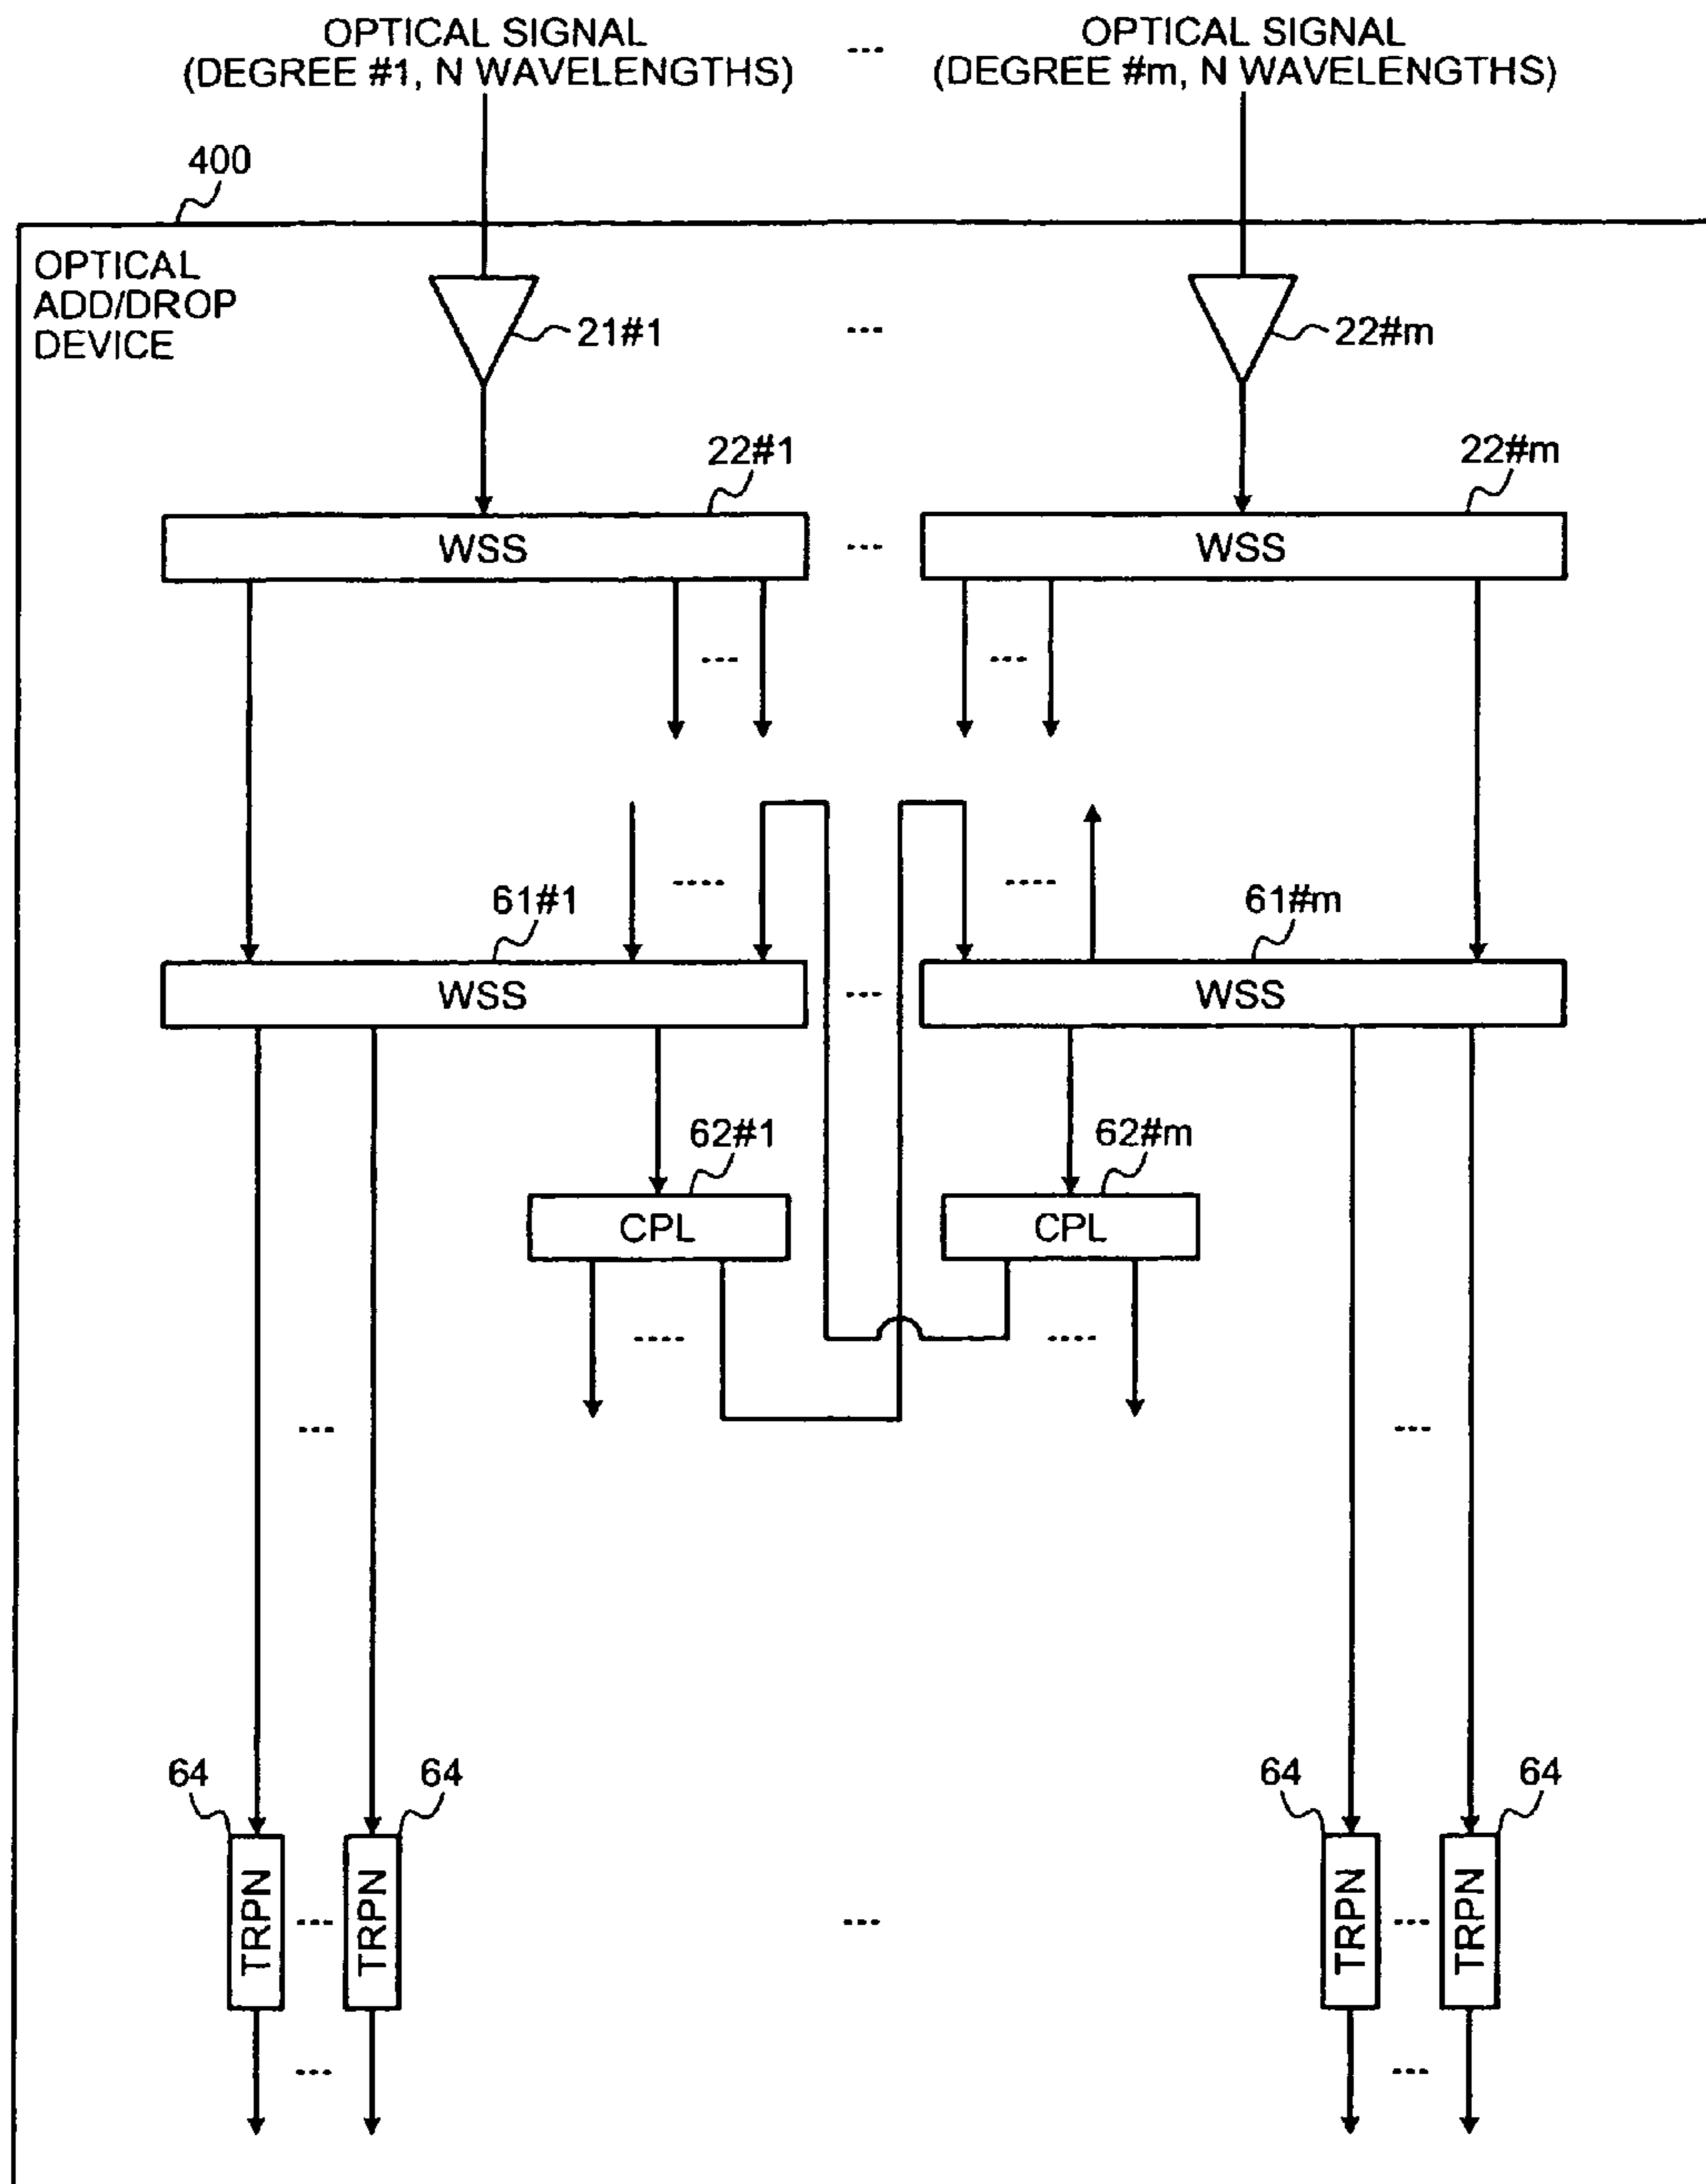 OPTICAL SIGNAL
(DEGREE #1, N WAVELENGTHS)
...
OPTICAL SIGNAL
(DEGREE #m, N WAVELENGTHS)
400
OPTICAL
ADD/DROP
DEVICE
21#1
...
22#m
22#1
22#m
WSS
...
WSS
...
...
....
....
61#1
61#m
WSS
...
WSS
62#1
62#m
CPL
CPL
....
....
...
...
64
64
64
64
TRPN
...
TRPN
...
TRPN
...
TRPN
...
...